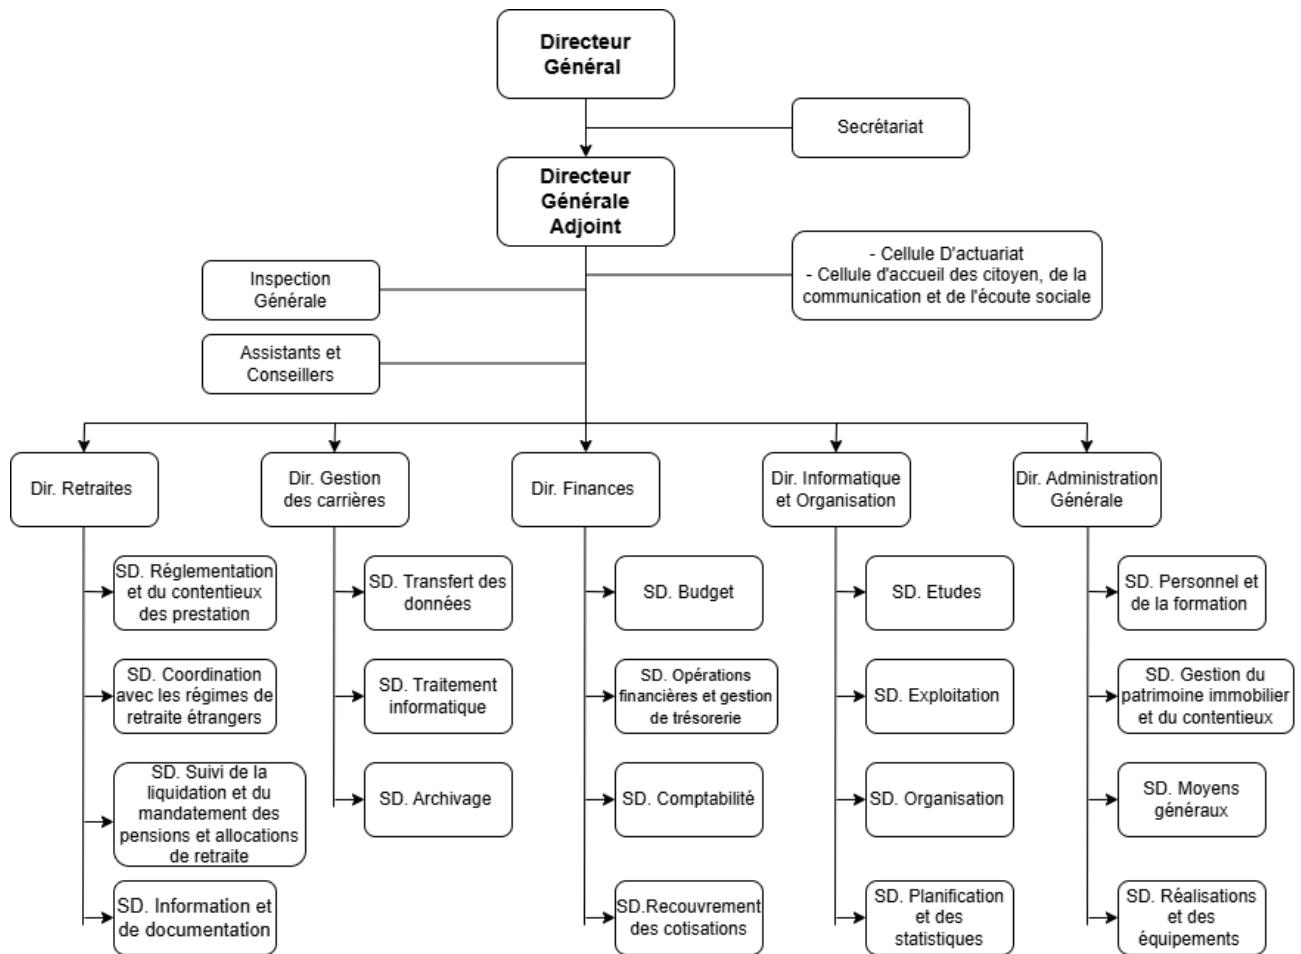 Directeur
Général
Secrétariat
Directeur
Générale
Adjoint
- Cellule D'actuariat
- Cellule d'accueil des citoyen, de la
communication et de l'écoute sociale
Inspection
Générale
Assistants et
Conseillers
Dir. Retraites
Dir. Gestion
des carrières
Dir. Finances
Dir. Informatique
et Organisation
Dir. Administration
Générale
SD. Réglementation
et du contentieux
des prestation
SD. Coordination
avec les régimes de
retraite étrangers
SD. Suivi de la
liquidation et du
mandatement des
pensions et allocations
de retraite
SD. Information et
de documentation
SD. Transfert des
données
SD. Traitement
informatique
SD. Archivage
SD. Budget
SD. Opérations
financières et gestion
de trésorerie
SD. Comptabilité
SD.Recouvrement
des cotisations
SD. Etudes
SD. Exploitation
SD. Organisation
SD. Planification
et des
statistiques
SD. Personnel et
de la formation
SD. Gestion du
patrimoine immobilier
et du contentieux
SD. Moyens
généraux
SD. Réalisations
et des
équipements